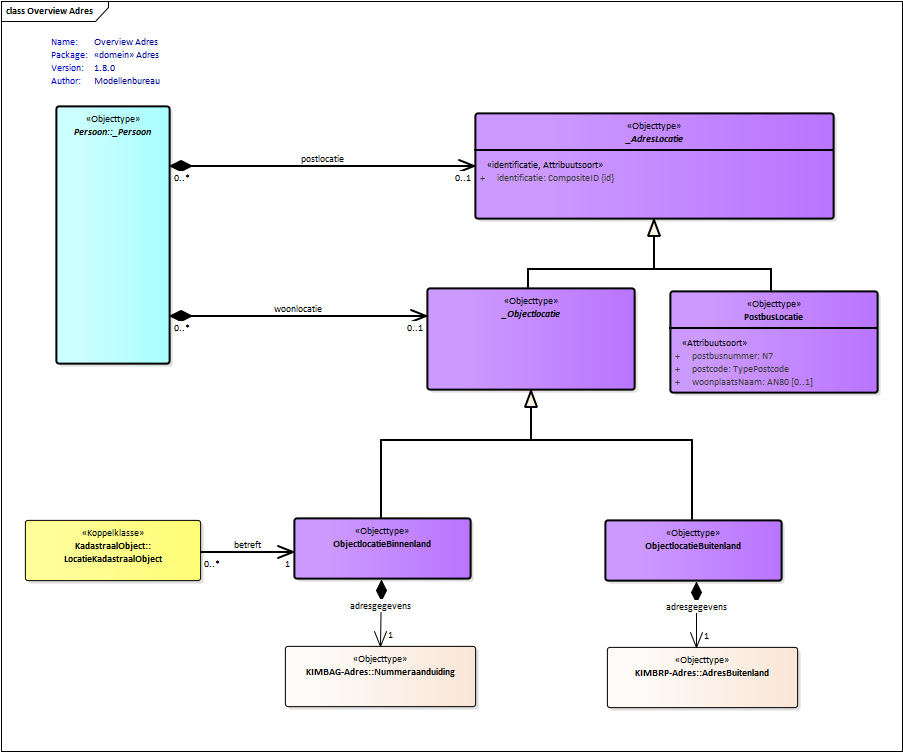 class Overview Adres
Name: Overview Adres
Package: «domein» Adres
Version: 1.8.0
Author: Modellenbureau
«Objecttype»
Persoon::_Persoon
«Objecttype»
_AdresLocatie
«identificatie, Attribuutsoort»
+ identificatie: CompositeID {id}
postlocatie
0..*
0..1
«Objecttype»
_Objectlocatie
woonlocatie
0..*
0..1
«Objecttype»
PostbusLocatie
«Attribuutsoort»
+ postbusnummer: N7
+ postcode: TypePostcode
+ woonplaatsNaam: AN80 [0..1]
«Koppelklasse»
KadastraalObject::
LocatieKadastraalObject
betreft
0..*
1
«Objecttype»
ObjectlocatieBinnenland
«Objecttype»
ObjectlocatieBuitenland
adresgegevens
1
adresgegevens
1
«Objecttype»
KIMBAG-Adres::Nummeraanduiding
«Objecttype»
KIMBRP-Adres::AdresBuitenland